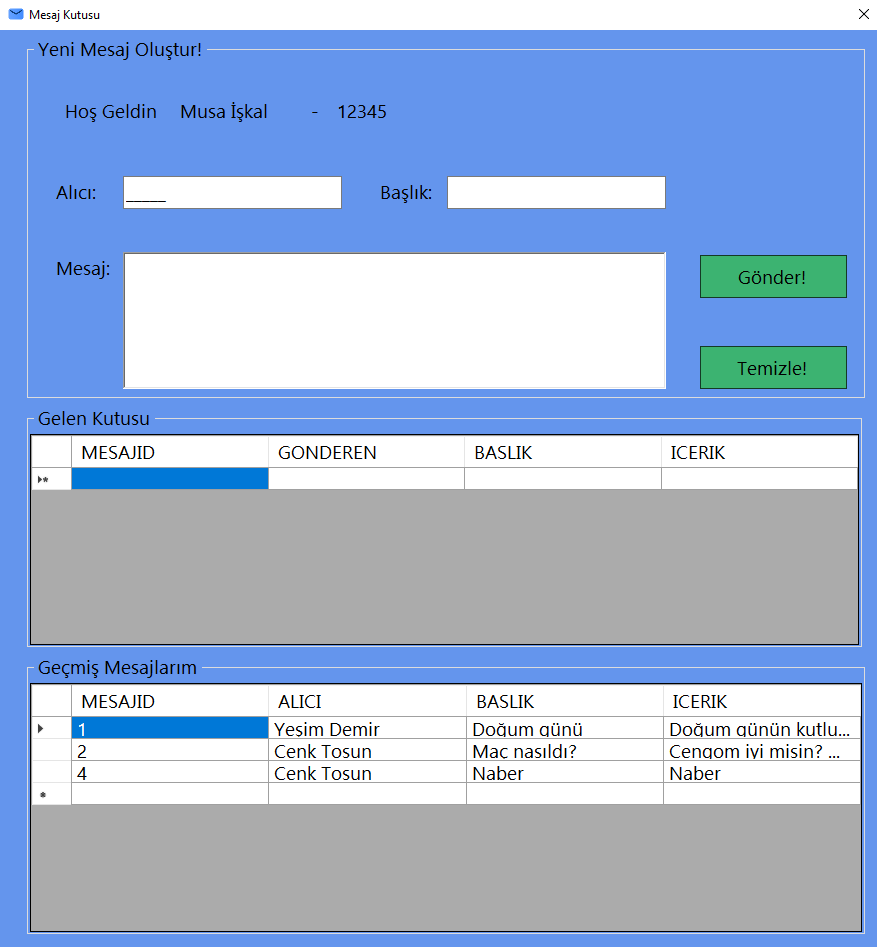 Mesaj Kutusu
Yeni Mesaj Oluştur!
Hoş Geldin Musa İşkal - 12345
Alıcı: _____ Başlık:
Mesaj:
Gönder!
Temizle!
Gelen Kutusu
MESAJID GONDEREN BASLIK ICERIK
Geçmiş Mesajlarım
MESAJID ALICI BASLIK ICERIK
1 Yeşim Demir Doğum günü Doğum günün kutlu...
2 Cenk Tosun Maç nasıldı? Cengom iyi misin? ...
4 Cenk Tosun Naber Naber